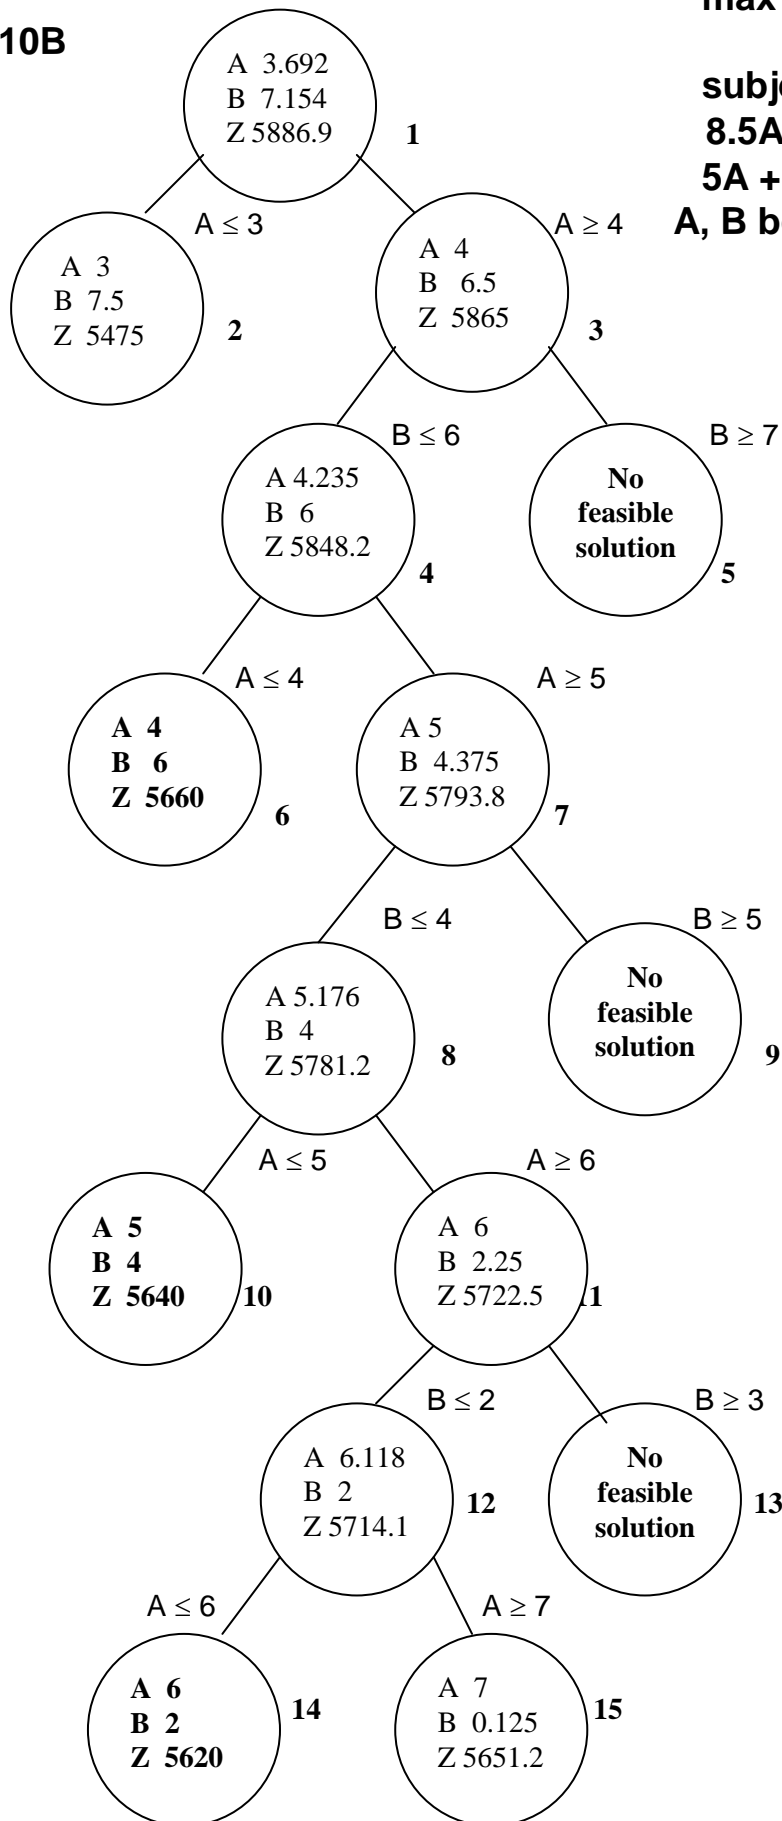 max
10B
subj
8.5A
5A +
A, B b
A 3.692
B 7.154
Z 5886.9
1
A ≤ 3
A ≥ 4
A 3
B 7.5
Z 5475
2
A 4
B 6.5
Z 5865
3
B ≤ 6
B ≥ 7
A 4.235
B 6
Z 5848.2
4
No
feasible
solution
5
A ≤ 4
A ≥ 5
A 4
B 6
Z 5660
6
A 5
B 4.375
Z 5793.8
7
B ≤ 4
B ≥ 5
A 5.176
B 4
Z 5781.2
8
No
feasible
solution
9
A ≤ 5
A ≥ 6
A 5
B 4
Z 5640
10
A 6
B 2.25
Z 5722.5
11
B ≤ 2
B ≥ 3
A 6.118
B 2
Z 5714.1
12
No
feasible
solution
13
A ≤ 6
A ≥ 7
A 6
B 2
Z 5620
14
A 7
B 0.125
Z 5651.2
15